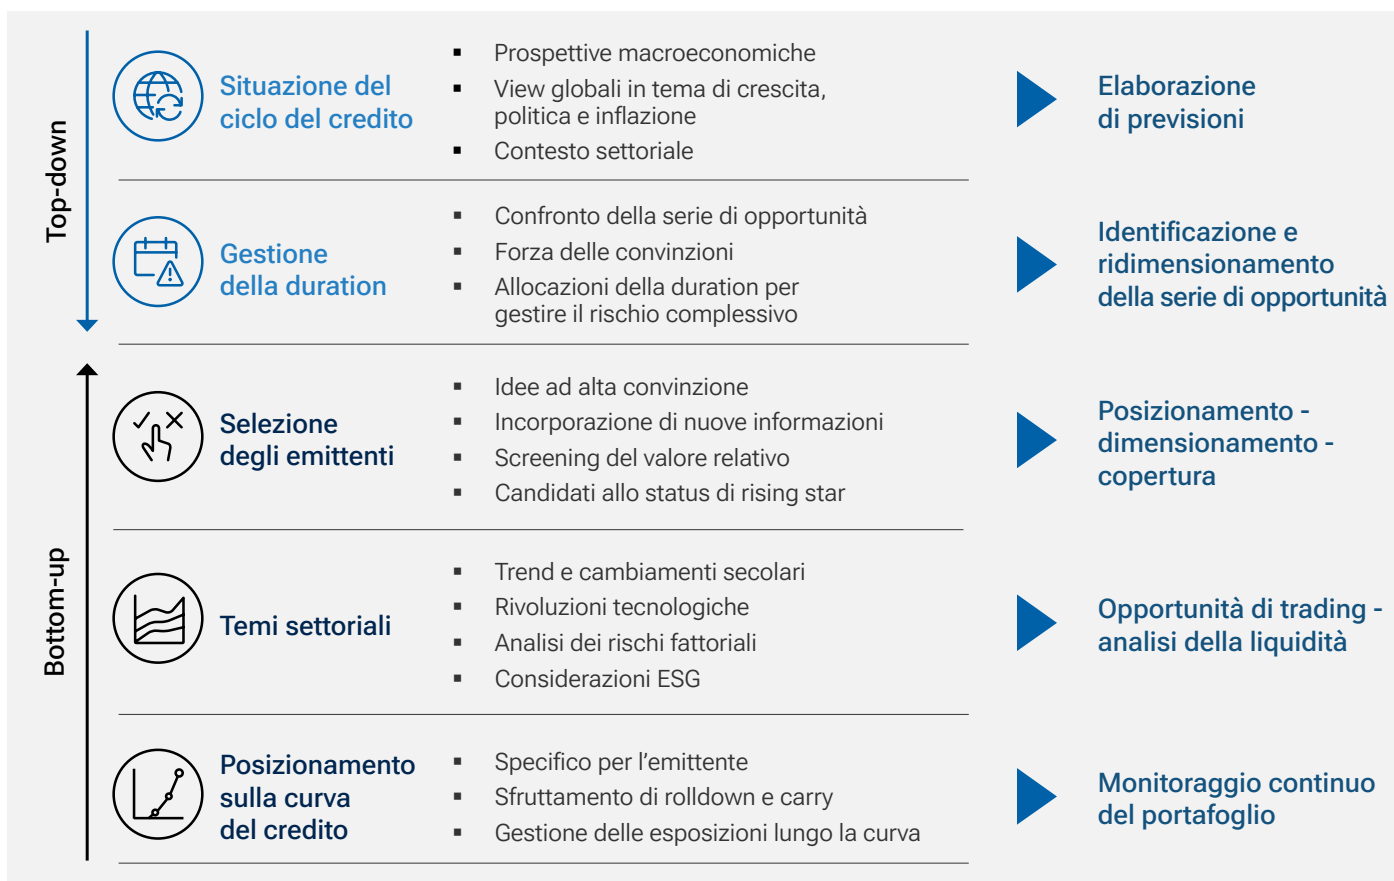 Top-down
Situazione del
ciclo del credito
▪ Prospettive macroeconomiche
▪ View globali in tema di crescita,
politica e inflazione
▪ Contesto settoriale
Elaborazione
di previsioni
Gestione
della duration
▪ Confronto della serie di opportunità
▪ Forza delle convinzioni
▪ Allocazioni della duration per
gestire il rischio complessivo
Identificazione e
ridimensionamento
della serie di opportunità
Bottom-up
Selezione
degli emittenti
▪ Idee ad alta convinzione
▪ Incorporazione di nuove informazioni
▪ Screening del valore relativo
▪ Candidati allo status di rising star
Posizionamento -
dimensionamento -
copertura
Temi settoriali
▪ Trend e cambiamenti secolari
▪ Rivoluzioni tecnologiche
▪ Analisi dei rischi fattoriali
▪ Considerazioni ESG
Opportunità di trading -
analisi della liquidità
Posizionamento
sulla curva
del credito
▪ Specifico per l’emittente
▪ Sfruttamento di rolldown e carry
▪ Gestione delle esposizioni lungo la curva
Monitoraggio continuo
del portafoglio